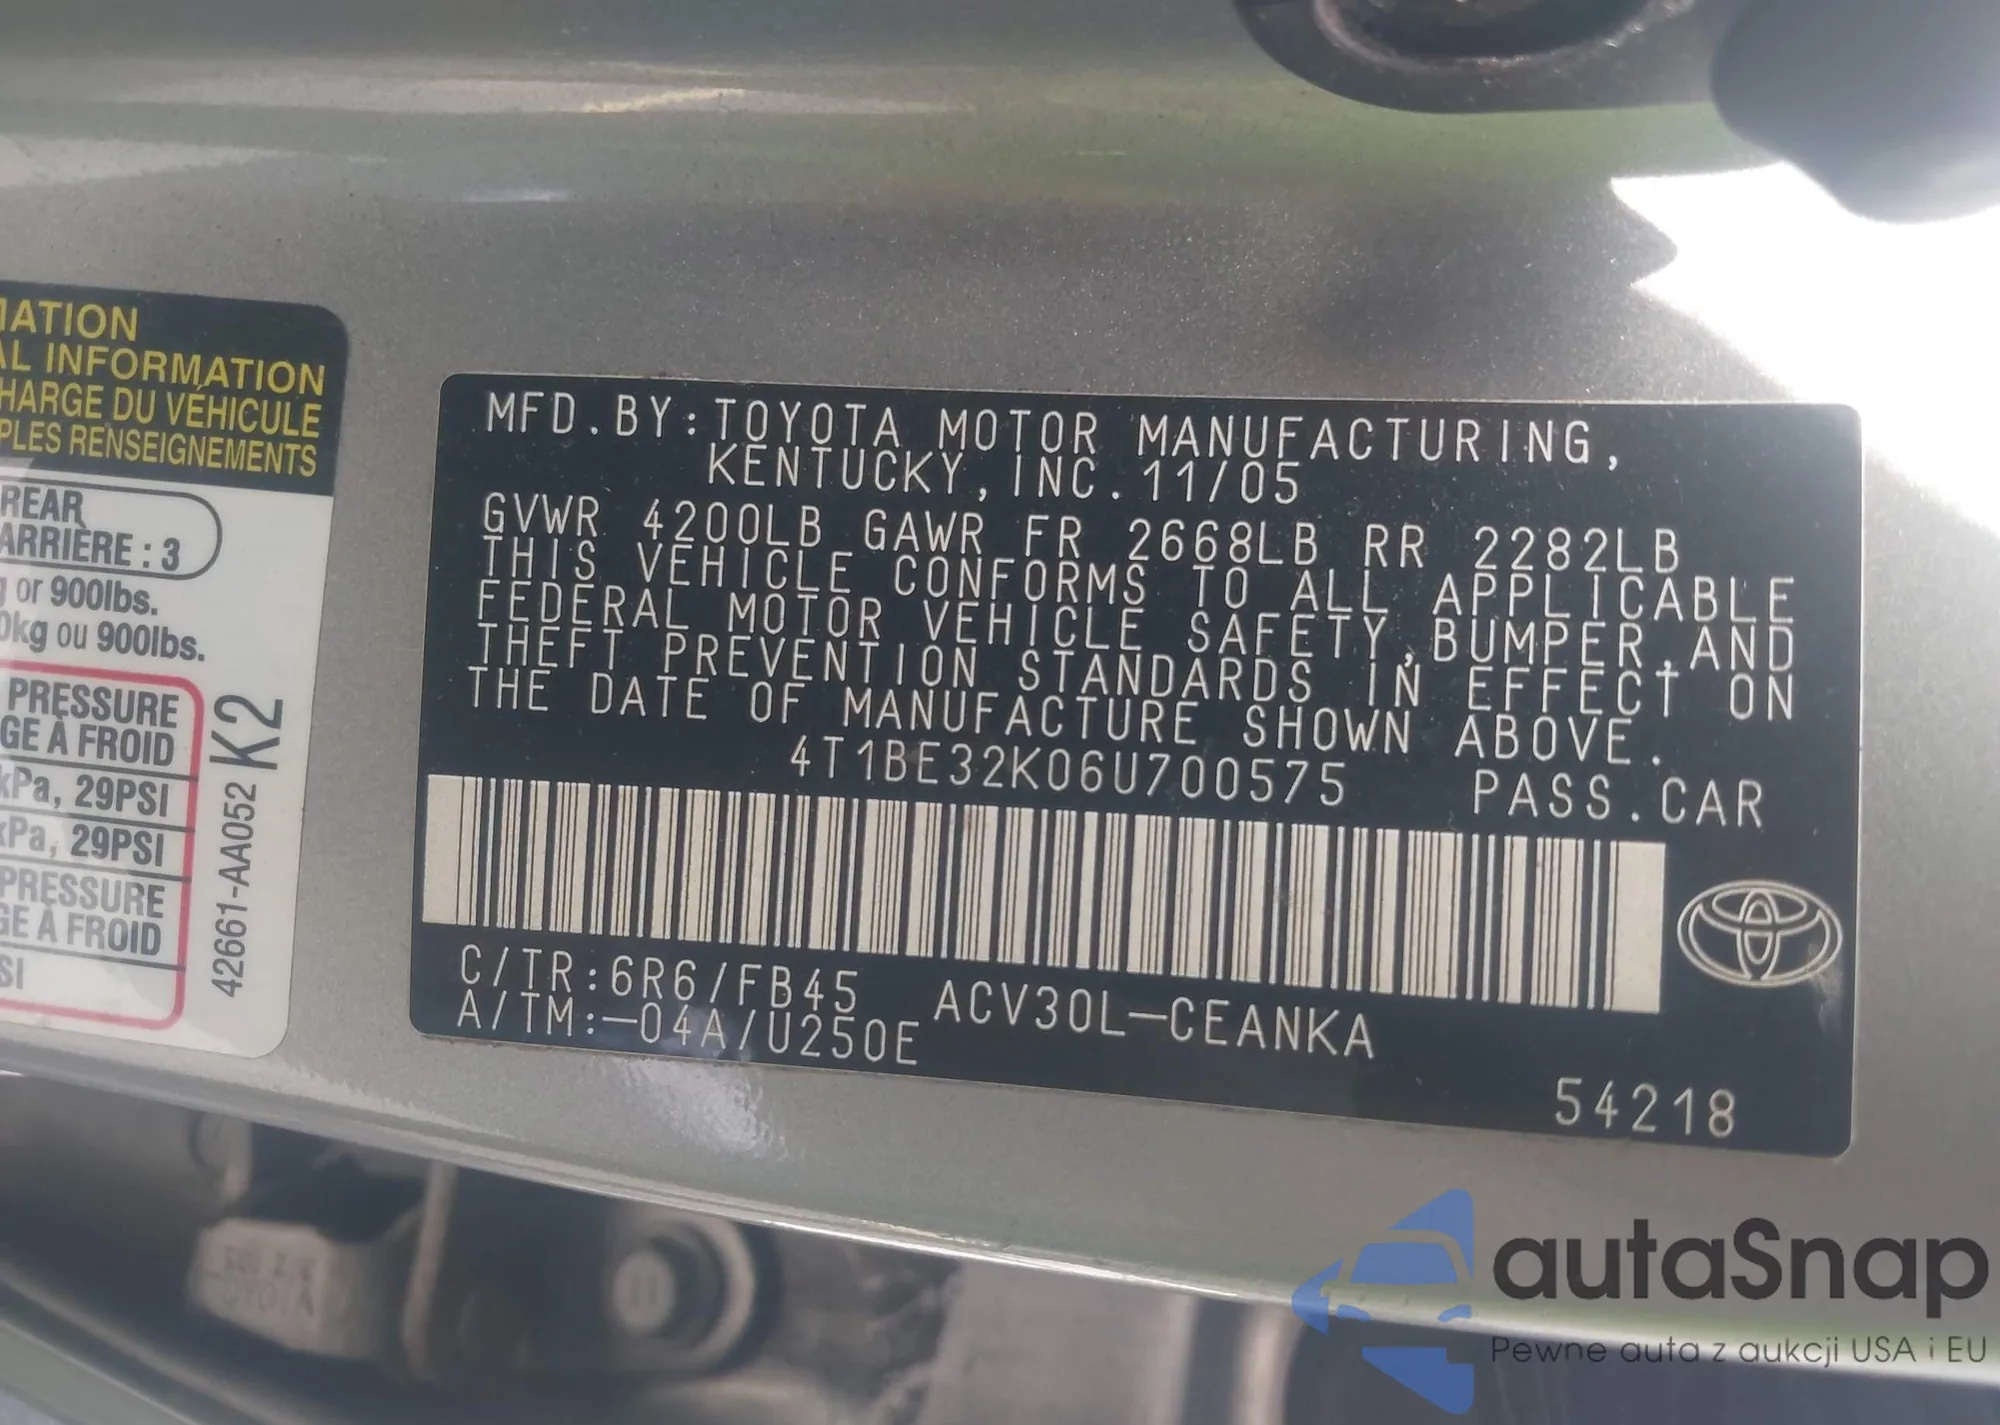 MATION
AL INFORMATION
CHARGE DU VÉHICULE
PLES RENSEIGNEMENTS
REAR
ARRIÈRE : 3
g or 900lbs.
0kg ou 900lbs.
PRESSURE
GE À FROID
kPa, 29PSI
kPa, 29PSI
PRESSURE
GE À FROID
SI
42661-AA052 K2
MFD. BY: TOYOTA MOTOR MANUFACTURING,
KENTUCKY, INC. 11/05
GVWR 4200LB GAWR FR 2668LB RR 2282LB
THIS VEHICLE CONFORMS TO ALL APPLICABLE
FEDERAL MOTOR VEHICLE SAFETY, BUMPER, AND
THEFT PREVENTION STANDARDS IN EFFECT ON
THE DATE OF MANUFACTURE SHOWN ABOVE.
4T1BE32K06U700575 PASS. CAR
C/TR:6R6/FB45 ACV30L-CEANKA
A/TM:-04A/U250E
54218
autaSnap
Pewne auta z aukcji USA i EU